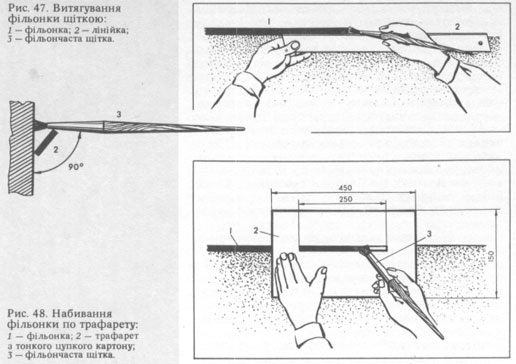 Рис. 47. Витягування
фільонки щіткою:
1 — фільонка; 2 — лінійка;
3 — фільончаста щітка.
1
2
3
2
90°
450
250
1
2
3
150
Рис. 48. Набивання
фільонки по трафарету:
1 — фільонка; 2 — трафарет
з тонкого цупкого картону;
3 — фільончаста щітка.